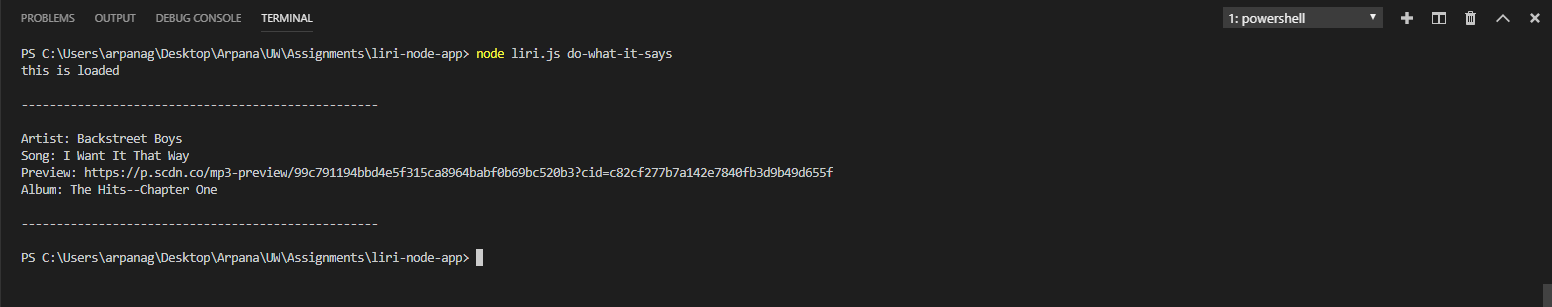 PROBLEMS OUTPUT DEBUG CONSOLE TERMINAL 1: powershell
PS C:\Users\arpanag\Desktop\Arpana\UW\Assignments\liri-node-app> node liri.js do-what-it-says
this is loaded
---------------------------------------------------
Artist: Backstreet Boys
Song: I Want It That Way
Preview: https://p.scdn.co/mp3-preview/99c791194bbd4e5f315ca8964babf0b69bc520b3?cid=c82cf277b7a142e7840fb3d9b49d655f
Album: The Hits--Chapter One
---------------------------------------------------
PS C:\Users\arpanag\Desktop\Arpana\UW\Assignments\liri-node-app>